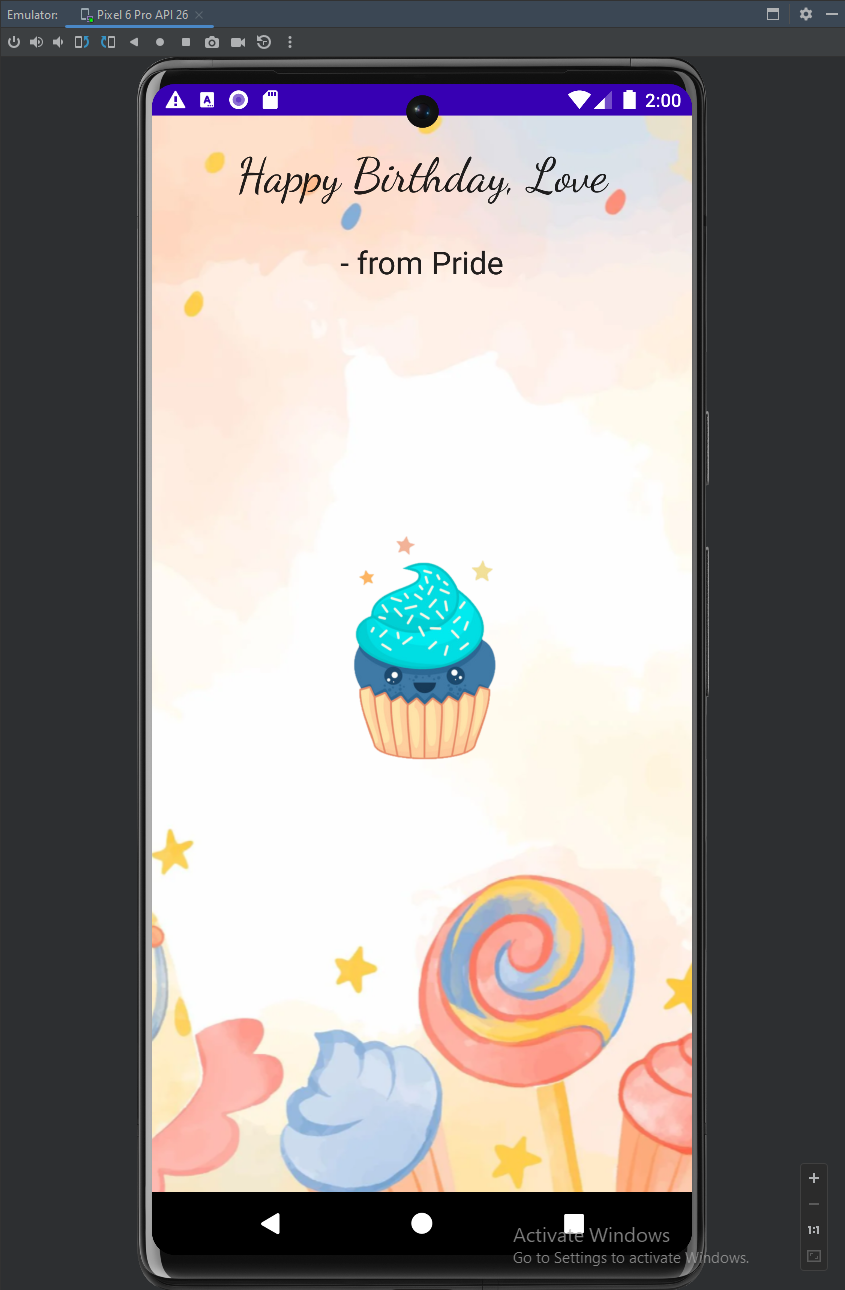 Emulator: Pixel 6 Pro API 26
A
2:00
Happy Birthday, Love
- from Pride
1:1
Activate Windows
Go to Settings to activate Windows.